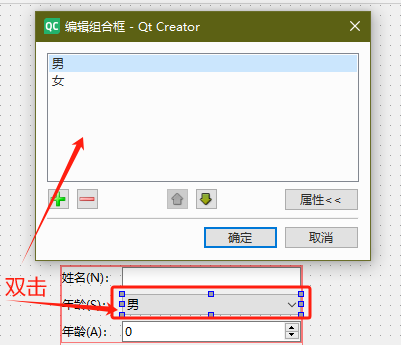 QC 编辑组合框 - Qt Creator
男
女
属性<<
确定
取消
双击
姓名(N):
年龄(S): 男
年龄(A): 0